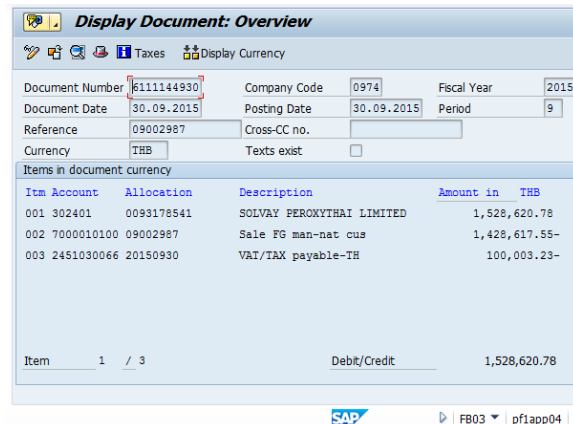 Display Document: Overview
Taxes Display Currency
Document Number 6111144930 Company Code 0974 Fiscal Year 2015
Document Date 30.09.2015 Posting Date 30.09.2015 Period 9
Reference 09002987 Cross-CC no.
Currency THB Texts exist
Items in document currency
Itm Account Allocation Description Amount in THB
001 302401 0093178541 SOLVAY PEROXYTHAI LIMITED 1,528,620.78
002 7000010100 09002987 Sale FG man-nat cus 1,428,617.55-
003 2451030066 20150930 VAT/TAX payable-TH 100,003.23-
Item 1 / 3 Debit/Credit 1,528,620.78
SAP FB03 pf1app04